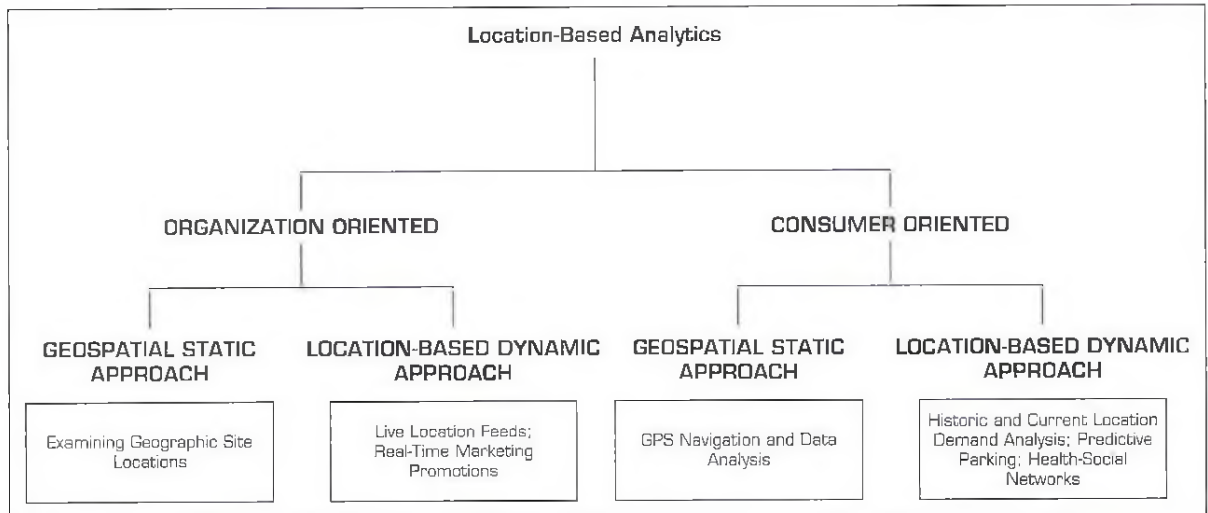 Location-Based Analytics
ORGANIZATION ORIENTED
CONSUMER ORIENTED
GEOSPATIAL STATIC
APPROACH
LOCATION-BASED DYNAMIC
APPROACH
GEOSPATIAL STATIC
APPROACH
LOCATION-BASED DYNAMIC
APPROACH
Examining Geographic Site
Locations
Live Location Feeds;
Real-Time Marketing
Promotions
GPS Navigation and Data
Analysis
Historic and Current Location
Demand Analysis; Predictive
Parking; Health-Social
Networks